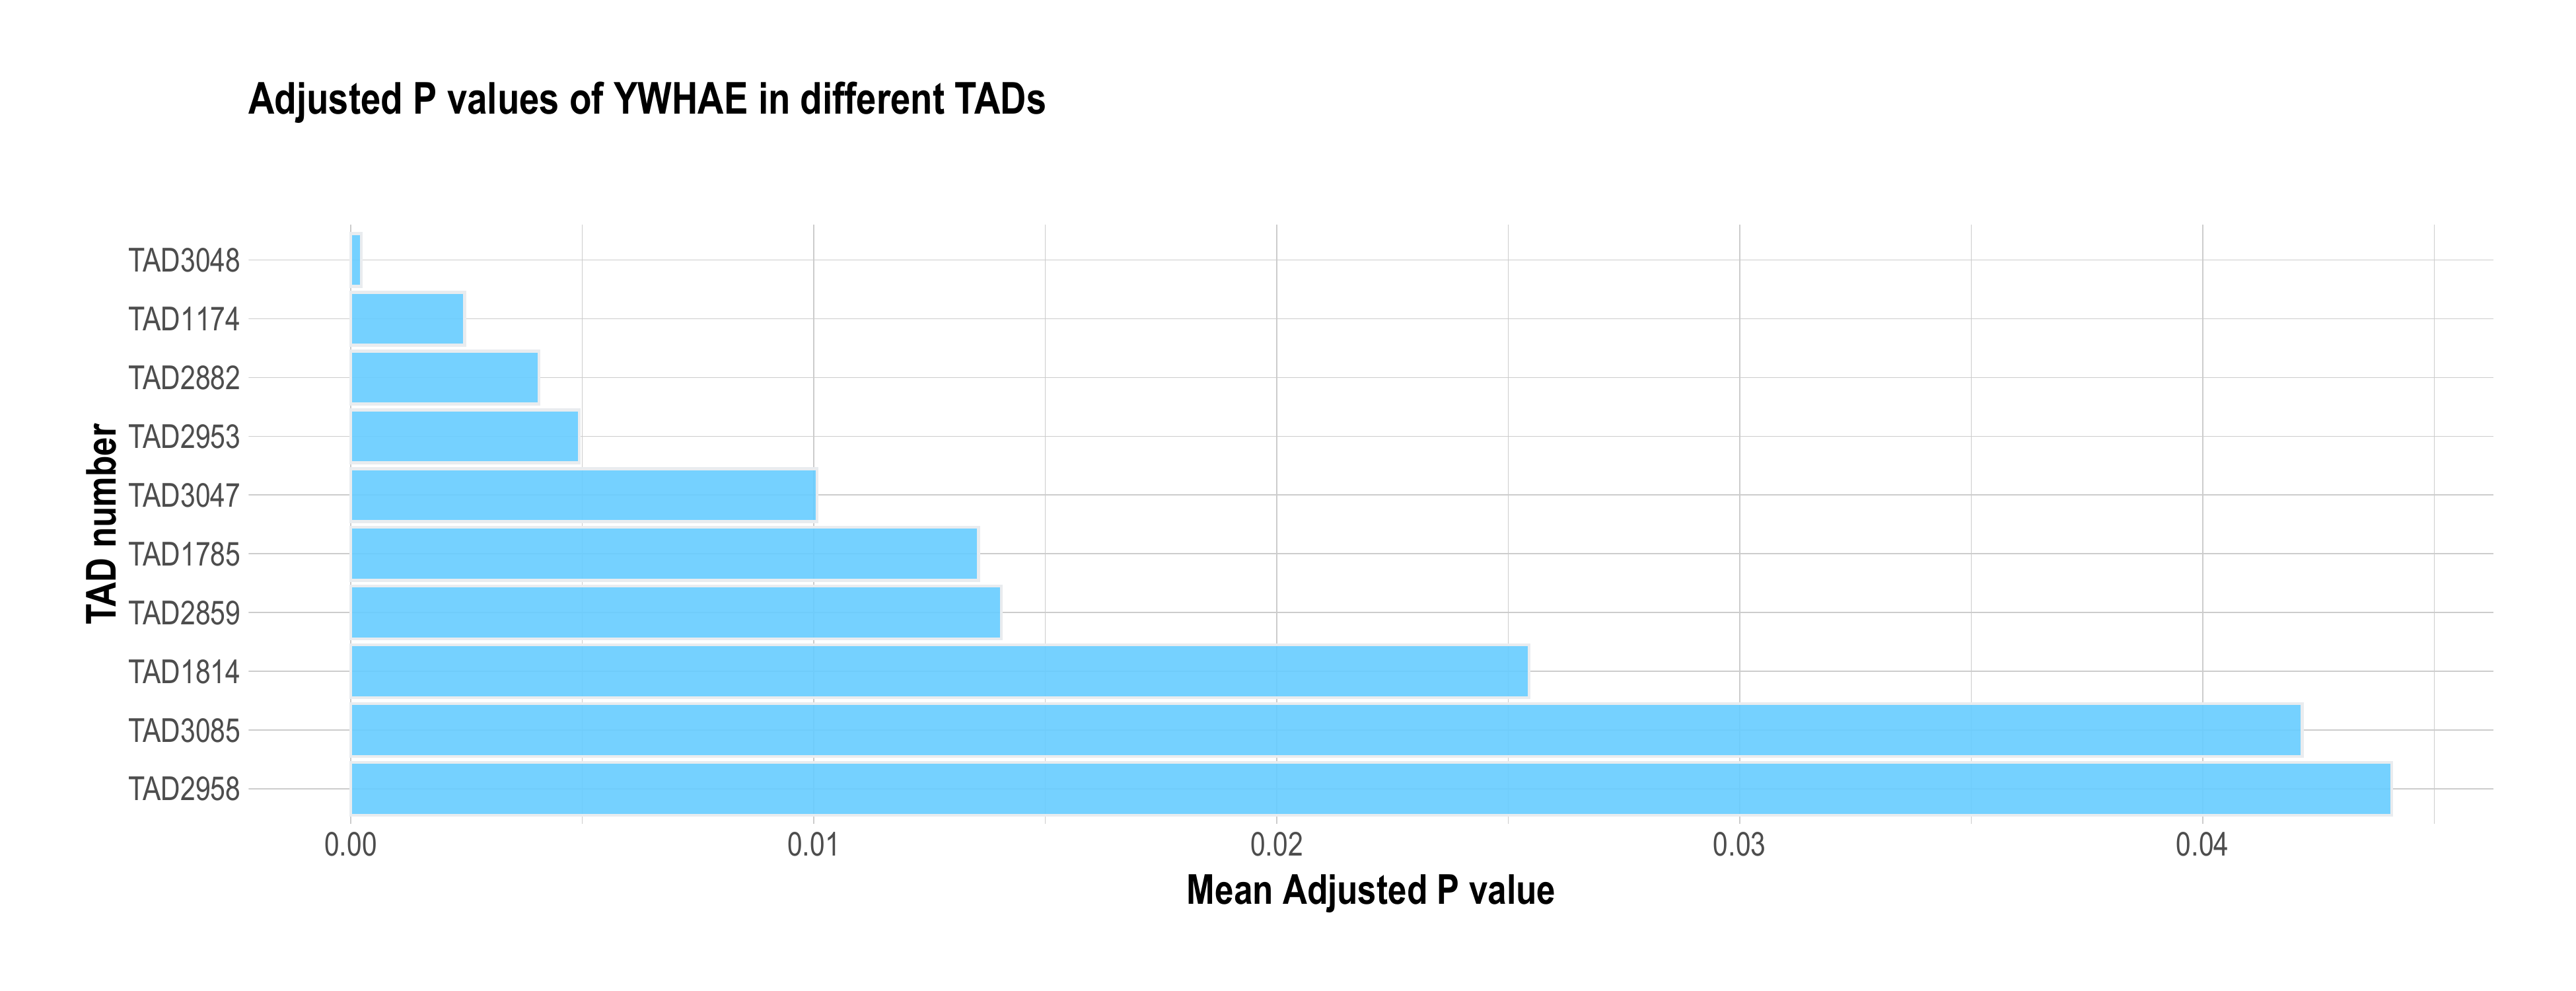 Adjusted P values of YWHAE in different TADs
TAD number
TAD3048
TAD1174
TAD2882
TAD2953
TAD3047
TAD1785
TAD2859
TAD1814
TAD3085
TAD2958
0.00 0.01 0.02 0.03 0.04
Mean Adjusted P value